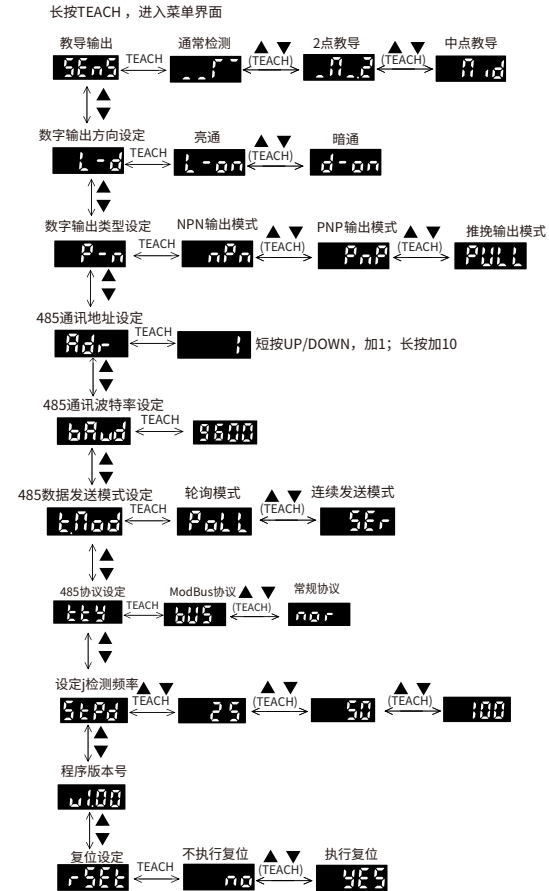 长按TEACH ，进入菜单界面
教导输出 通常检测 2点教导 中点教导
TEACH (TEACH) (TEACH)
SEnS
数字输出方向设定 亮通 暗通
TEACH (TEACH)
L-d L-on d-on
数字输出类型设定 NPN输出模式 PNP输出模式 推挽输出模式
TEACH (TEACH) (TEACH)
P-n nPn PnP PULL
485通讯地址设定
TEACH
Adr 1 短按UP/DOWN，加1；长按加10
485通讯波特率设定
TEACH
bAud 9600
485数据发送模式设定 轮询模式 连续发送模式
TEACH (TEACH)
t.Mod PoLL SEr
485协议设定 ModBus协议 常规协议
TEACH (TEACH)
ttY bUS nor
设定j检测频率
TEACH (TEACH) (TEACH)
StPd 25 50 100
程序版本号
v1.00
复位设定 不执行复位 执行复位
TEACH (TEACH)
rSEt no YES